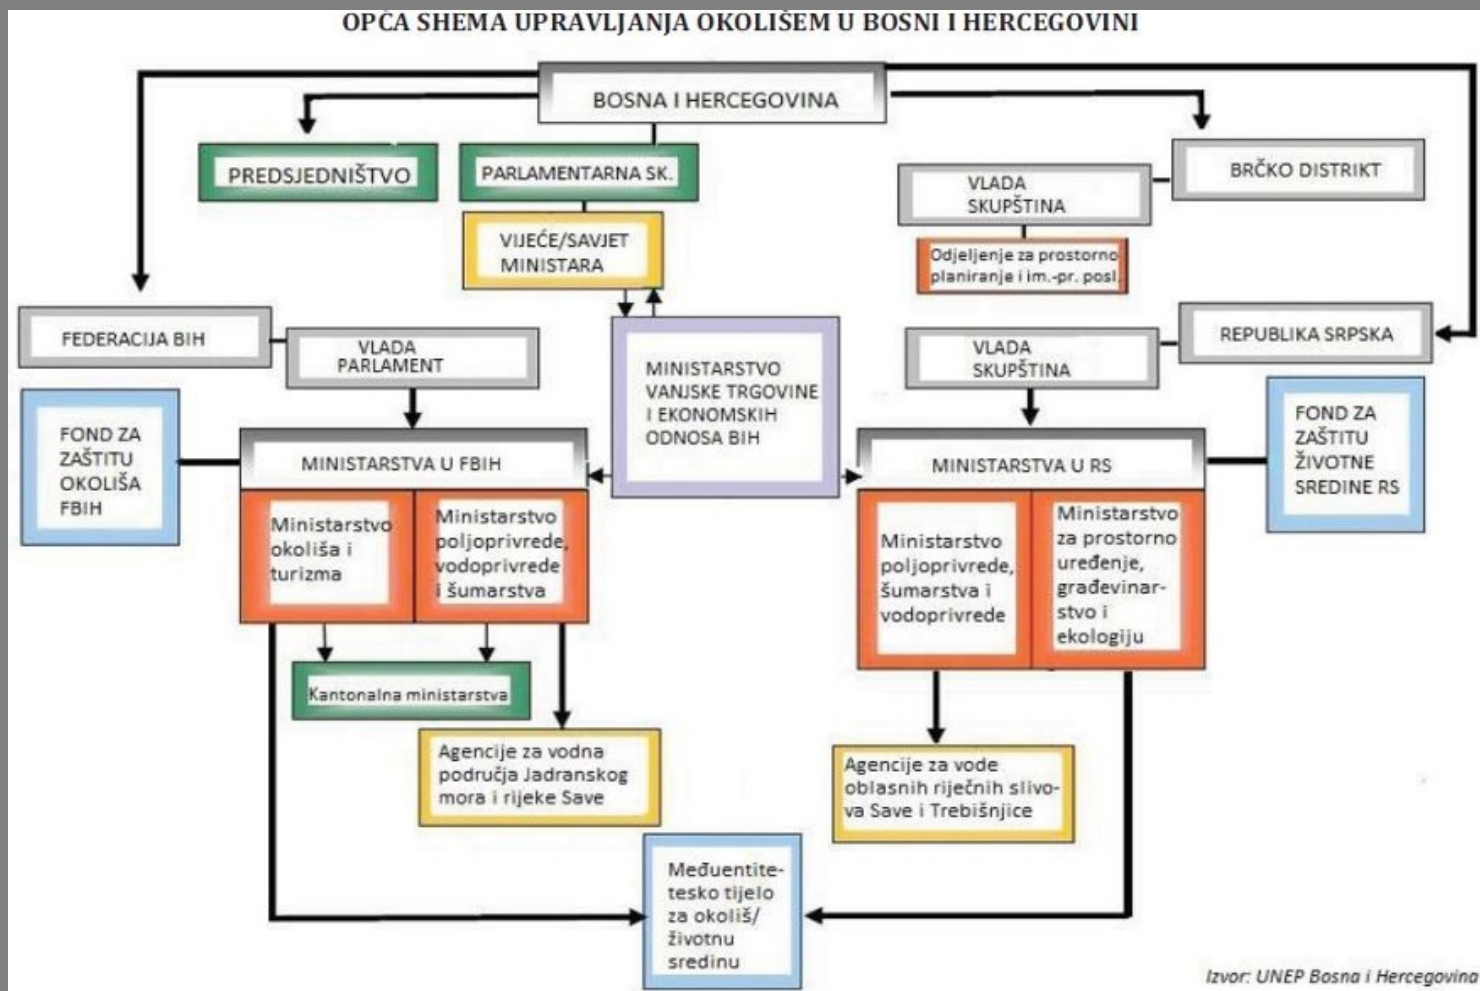 OPĆA SHEMA UPRAVLJANJA OKOLIŠEM U BOSNI I HERCEGOVINI
BOSNA I HERCEGOVINA
PREDSJEDNIŠTVO
PARLAMENTARNA SK.
VIJEĆE/SAVJET
MINISTARA
BRČKO DISTRIKT
VLADA
SKUPŠTINA
Odjeljenje za prostorno
planiranje i im.-pr. posl.
FEDERACIJA BIH
VLADA
PARLAMENT
MINISTARSTVO
VANJSKE TRGOVINE
I EKONOMSKIH
ODNOSA BIH
VLADA
SKUPŠTINA
REPUBLIKA SRPSKA
FOND ZA
ZAŠTITU
OKOLIŠA
FBIH
MINISTARSTVA U FBIH
Ministarstvo
okoliša i
turizma
Ministarstvo
poljoprivrede,
vodoprivrede
i šumarstva
MINISTARSTVA U RS
Ministarstvo
poljoprivrede,
šumarstva i
vodoprivrede
Ministarstvo
za prostorno
uređenje,
građevinar-
stvo i
ekologiju
FOND ZA
ZAŠTITU
ŽIVOTNE
SREDINE RS
Kantonalna ministarstva
Agencije za vodna
područja Jadranskog
mora i rijeke Save
Agencije za vode
oblasnih riječnih slivo-
va Save i Trebišnjice
Međuentite-
tesko tijelo
za okoliš/
životnu
sredinu
Izvor: UNEP Bosna i Hercegovina